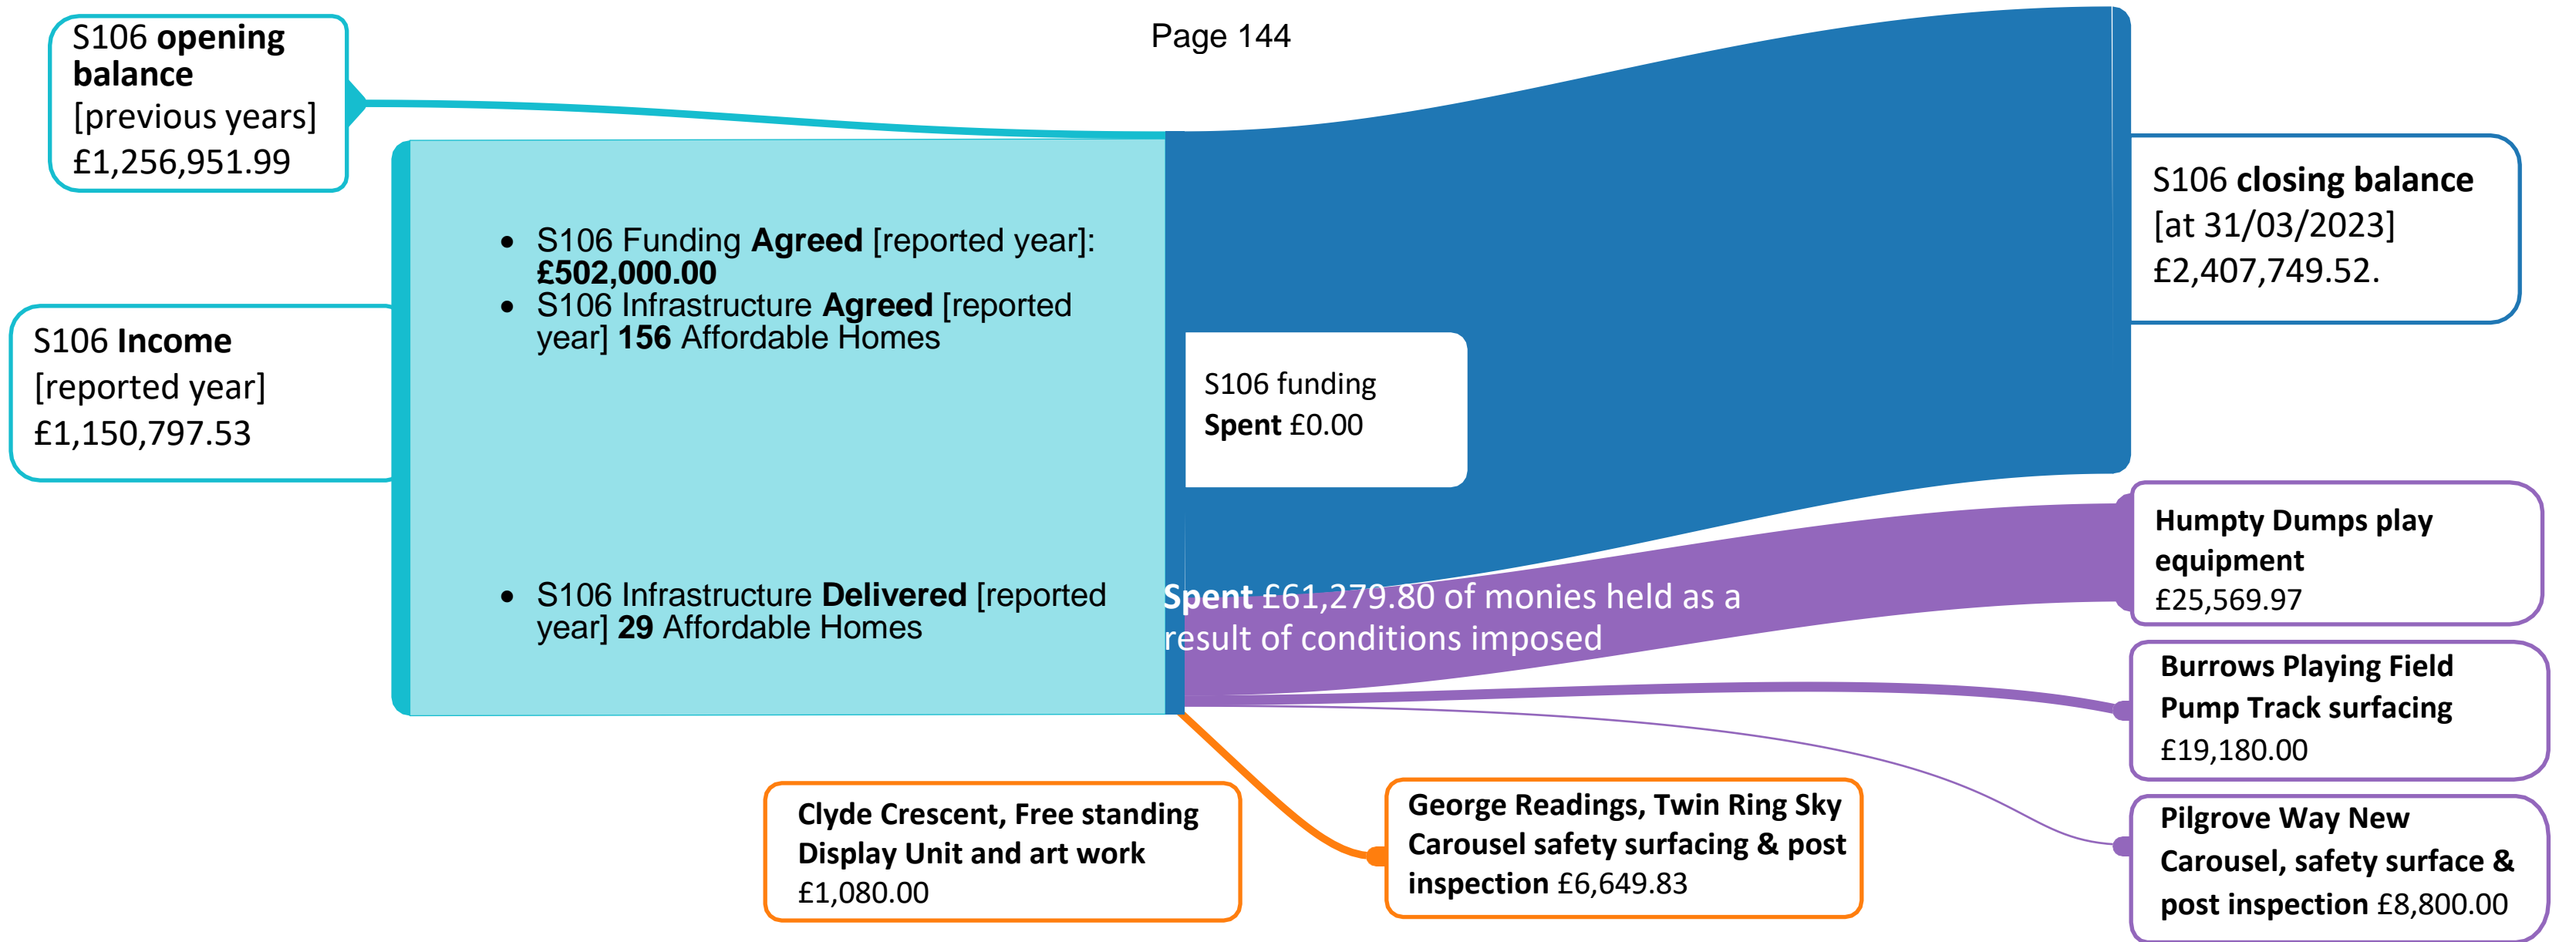 Page 144
S106 opening
balance
[previous years]
£1,256,951.99
S106 Income
[reported year]
£1,150,797.53
• S106 Funding Agreed [reported year]:
£502,000.00
• S106 Infrastructure Agreed [reported
year] 156 Affordable Homes
• S106 Infrastructure Delivered [reported
year] 29 Affordable Homes
S106 funding
Spent £0.00
Spent £61,279.80 of monies held as a
result of conditions imposed
S106 closing balance
[at 31/03/2023]
£2,407,749.52.
Humpty Dumps play
equipment
£25,569.97
Burrows Playing Field
Pump Track surfacing
£19,180.00
Pilgrove Way New
Carousel, safety surface &
post inspection £8,800.00
Clyde Crescent, Free standing
Display Unit and art work
£1,080.00
George Readings, Twin Ring Sky
Carousel safety surfacing & post
inspection £6,649.83